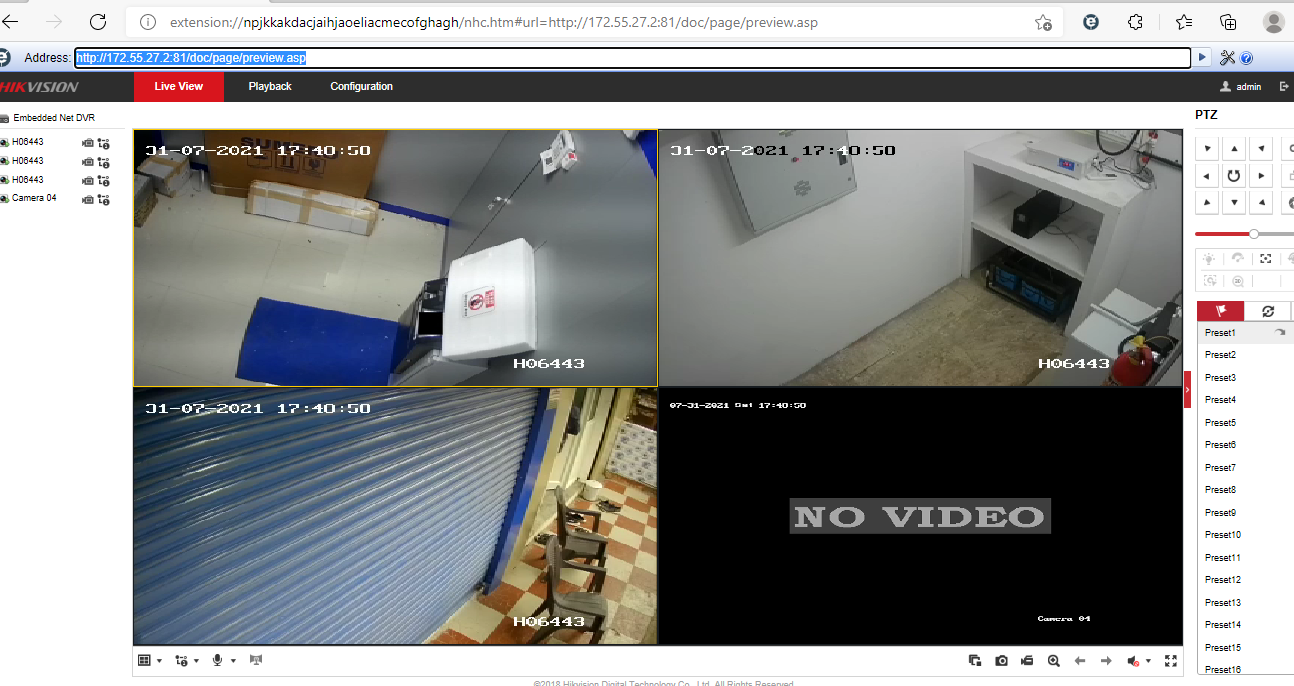 extension://npjkkakdacjaihjaoeliacmecofghagh/nhc.htm#url=http://172.55.27.2:81/doc/page/preview.asp
Address: http://172.55.27.2:81/doc/page/preview.asp
HIKVISION
Live View
Playback
Configuration
admin
Embedded Net DVR
H06443
H06443
H06443
Camera 04
31-07-2021 17:40:50
H06443
31-07-2021 17:40:50
H06443
31-07-2021 17:40:50
H06443
07-31-2021 Sat 17:40:50
NO VIDEO
Camera 04
PTZ
Preset1
Preset2
Preset3
Preset4
Preset5
Preset6
Preset7
Preset8
Preset9
Preset10
Preset11
Preset12
Preset13
Preset14
Preset15
Preset16
©2018 Hikvision Digital Technology Co., Ltd. All Rights Reserved.